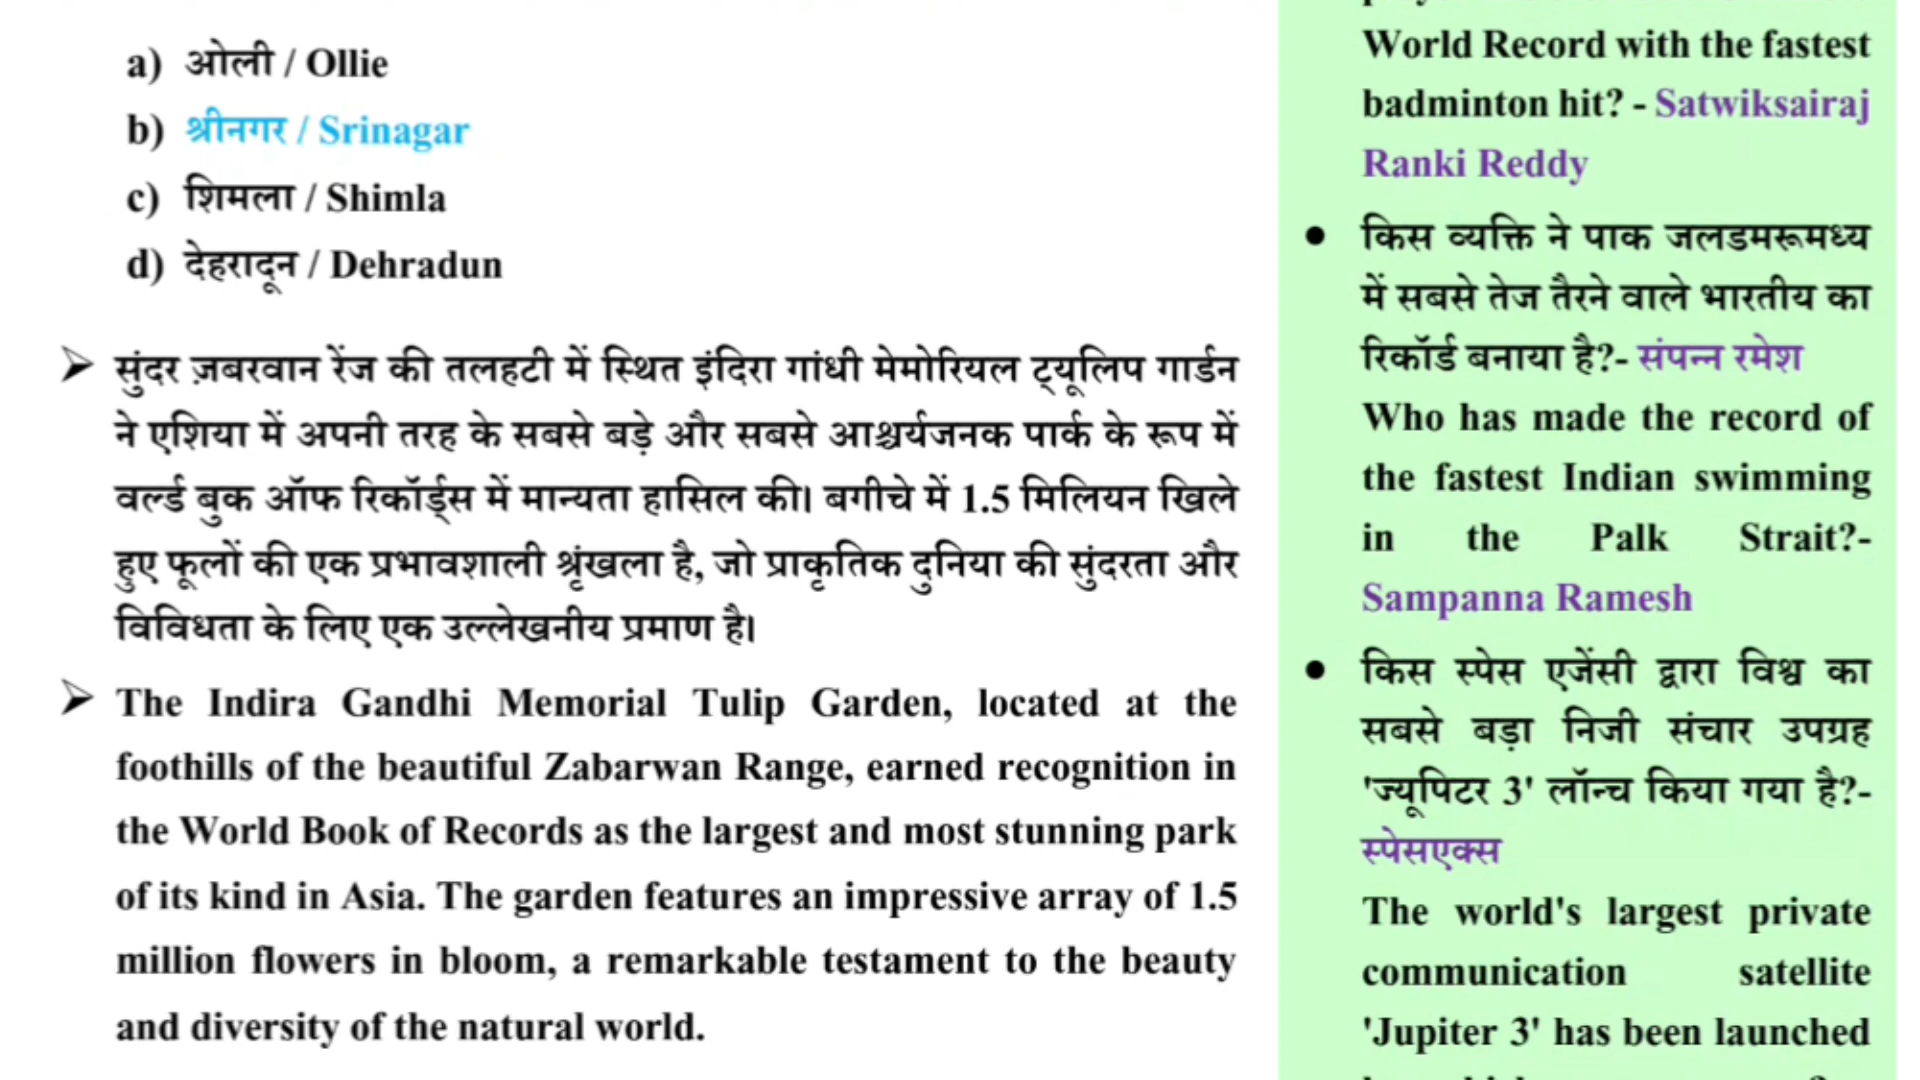 a) ओली / Ollie
b) श्रीनगर / Srinagar
c) शिमला / Shimla
d) देहरादून / Dehradun
➢ सुंदर ज़बरवान रेंज की तलहटी में स्थित इंदिरा गांधी मेमोरियल ट्यूलिप गार्डन
ने एशिया में अपनी तरह के सबसे बड़े और सबसे आश्चर्यजनक पार्क के रूप में
वर्ल्ड बुक ऑफ रिकॉर्ड्स में मान्यता हासिल की। बगीचे में 1.5 मिलियन खिले
हुए फूलों की एक प्रभावशाली श्रृंखला है, जो प्राकृतिक दुनिया की सुंदरता और
विविधता के लिए एक उल्लेखनीय प्रमाण है।
➢ The Indira Gandhi Memorial Tulip Garden, located at the
foothills of the beautiful Zabarwan Range, earned recognition in
the World Book of Records as the largest and most stunning park
of its kind in Asia. The garden features an impressive array of 1.5
million flowers in bloom, a remarkable testament to the beauty
and diversity of the natural world.
World Record with the fastest
badminton hit? - Satwiksairaj
Ranki Reddy
• किस व्यक्ति ने पाक जलडमरूमध्य
में सबसे तेज तैरने वाले भारतीय का
रिकॉर्ड बनाया है?- संपन्न रमेश
Who has made the record of
the fastest Indian swimming
in the Palk Strait?-
Sampanna Ramesh
• किस स्पेस एजेंसी द्वारा विश्व का
सबसे बड़ा निजी संचार उपग्रह
'ज्यूपिटर 3' लॉन्च किया गया है?-
स्पेसएक्स
The world's largest private
communication satellite
'Jupiter 3' has been launched